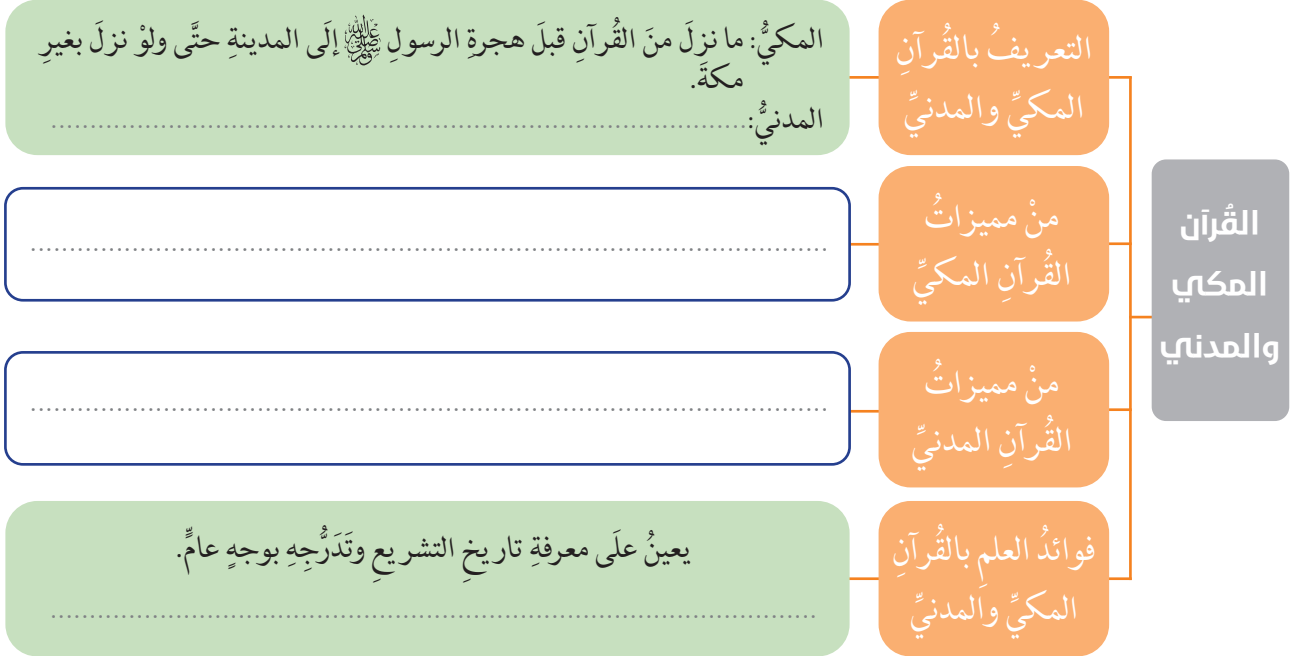 القُرآن
المكي
والمدني
التعريفُ بالقُرآنِ
المكيِّ والمدنيِّ
المكيُّ: ما نزلَ منَ القُرآنِ قبلَ هجرةِ الرسولِ ﷺ إلَى المدينةِ حتَّى ولوْ نزلَ بغيرِ
مكةَ.
المدنيُّ:..........................................................................................
منْ مميزاتُ
القُرآنِ المكيِّ
......................................................................................................
منْ مميزاتُ
القُرآنِ المدنيِّ
......................................................................................................
فوائدُ العلمِ بالقُرآنِ
المكيِّ والمدنيِّ
يعينُ علَى معرفةِ تاريخِ التشريعِ وتَدَرُّجِهِ بوجهٍ عامٍّ.
..................................................................................................